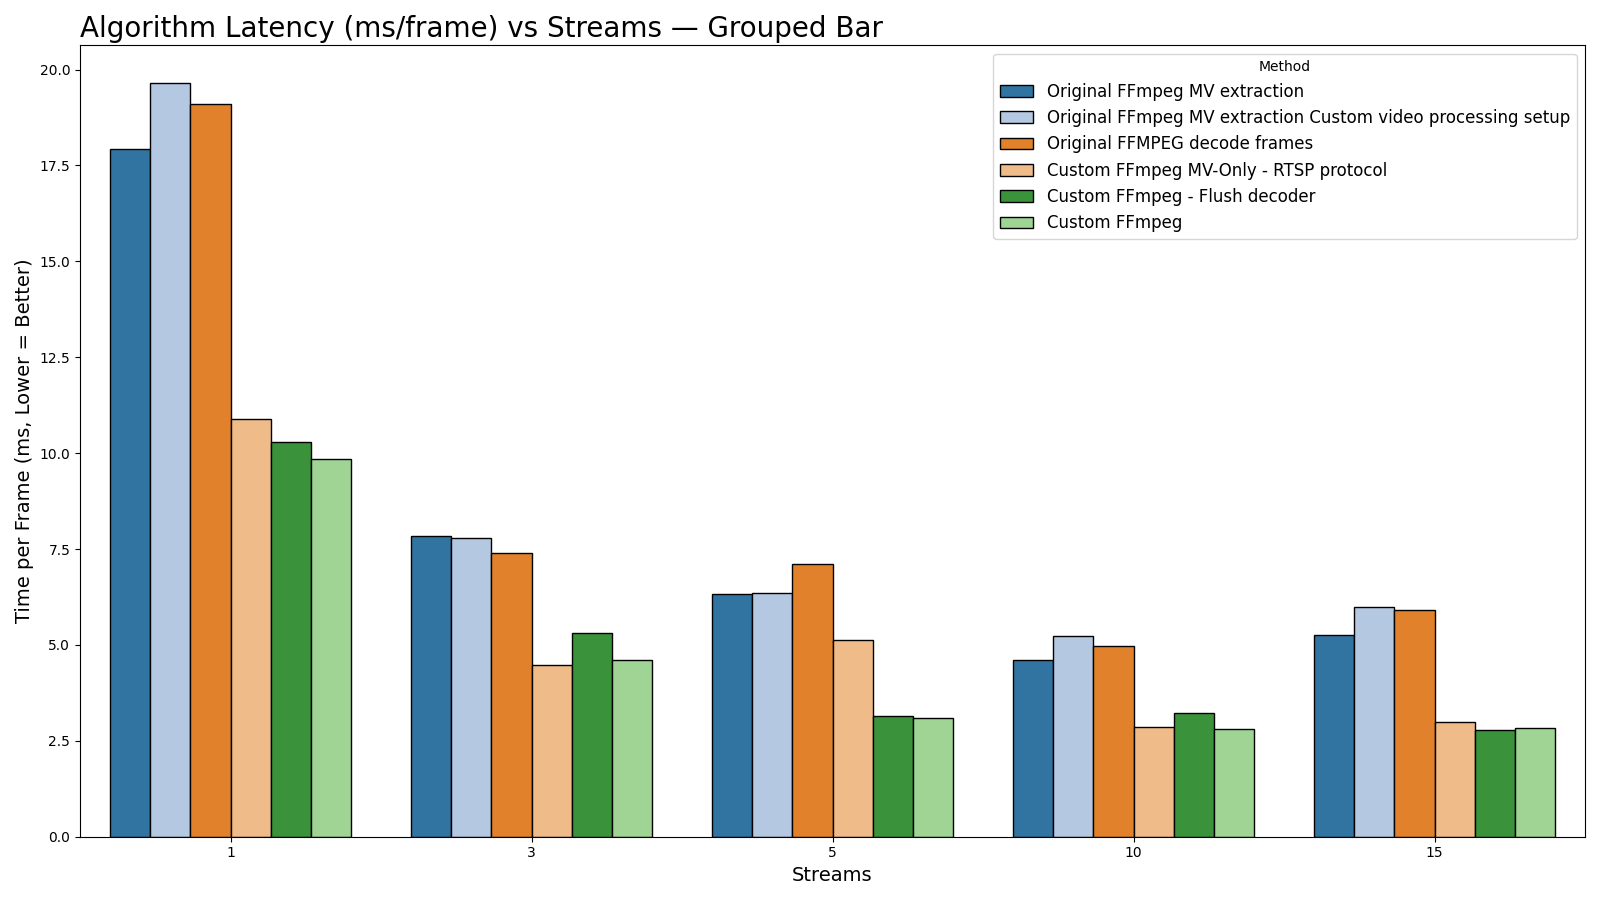 Algorithm Latency (ms/frame) vs Streams — Grouped Bar
Method
Original FFmpeg MV extraction
Original FFmpeg MV extraction Custom video processing setup
Original FFMPEG decode frames
Custom FFmpeg MV-Only - RTSP protocol
Custom FFmpeg - Flush decoder
Custom FFmpeg
Time per Frame (ms, Lower = Better)
20.0
17.5
15.0
12.5
10.0
7.5
5.0
2.5
0.0
1 3 5 10 15
Streams